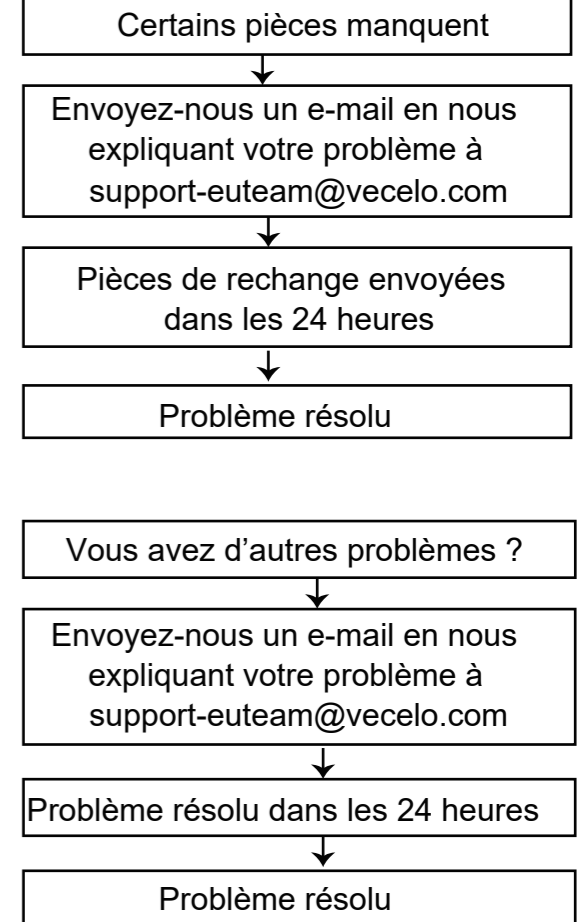 Certains pièces manquent
Envoyez-nous un e-mail en nous
expliquant votre problème à
support-euteam@vecelo.com
Pièces de rechange envoyées
dans les 24 heures
Problème résolu
Vous avez d’autres problèmes ?
Envoyez-nous un e-mail en nous
expliquant votre problème à
support-euteam@vecelo.com
Problème résolu dans les 24 heures
Problème résolu